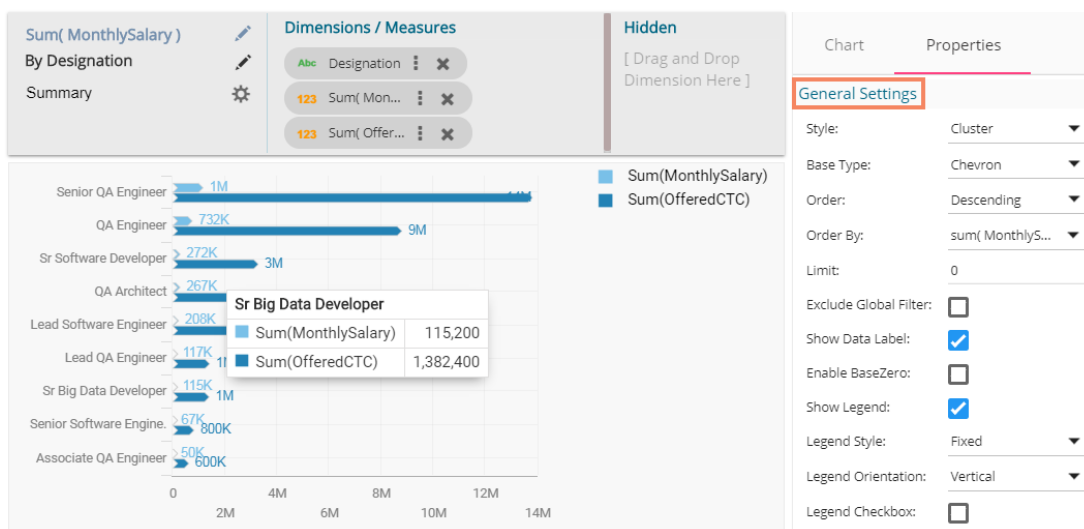 Sum( MonthlySalary )
By Designation
Summary
Dimensions / Measures
Abc Designation
123 Sum( Mon...
123 Sum( Offer...
Hidden
[ Drag and Drop
Dimension Here ]
Chart Properties
General Settings
Style: Cluster
Base Type: Chevron
Order: Descending
Order By: sum( MonthlyS...
Limit: 0
Exclude Global Filter:
Show Data Label:
Enable BaseZero:
Show Legend:
Legend Style: Fixed
Legend Orientation: Vertical
Legend Checkbox:
Sum(MonthlySalary)
Sum(OfferedCTC)
Senior QA Engineer 1M
QA Engineer 732K
9M
Sr Software Developer 272K
3M
QA Architect 267K
Lead Software Engineer 208K
Lead QA Engineer 117K
Sr Big Data Developer 115K
1M
Senior Software Engine. 67K
800K
Associate QA Engineer 50K
600K
Sr Big Data Developer
Sum(MonthlySalary) 115,200
Sum(OfferedCTC) 1,382,400
0 4M 8M 12M
2M 6M 10M 14M